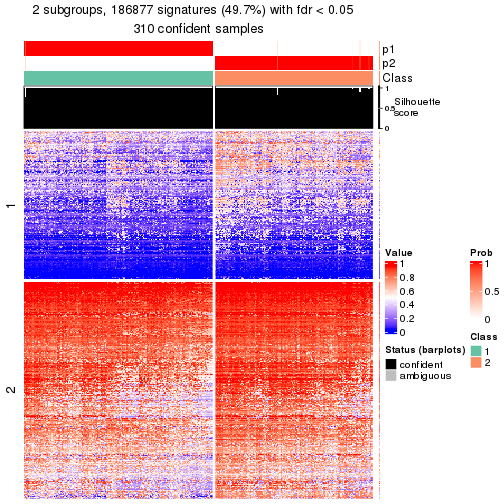 2 subgroups, 186877 signatures (49.7%) with fdr < 0.05
310 confident samples
p1
p2
Class
1
0.5
0
Silhouette
score
1
2
Value
1
0.8
0.6
0.4
0.2
0
Prob
1
0.5
0
Status (barplots)
confident
ambiguous
Class
1
2